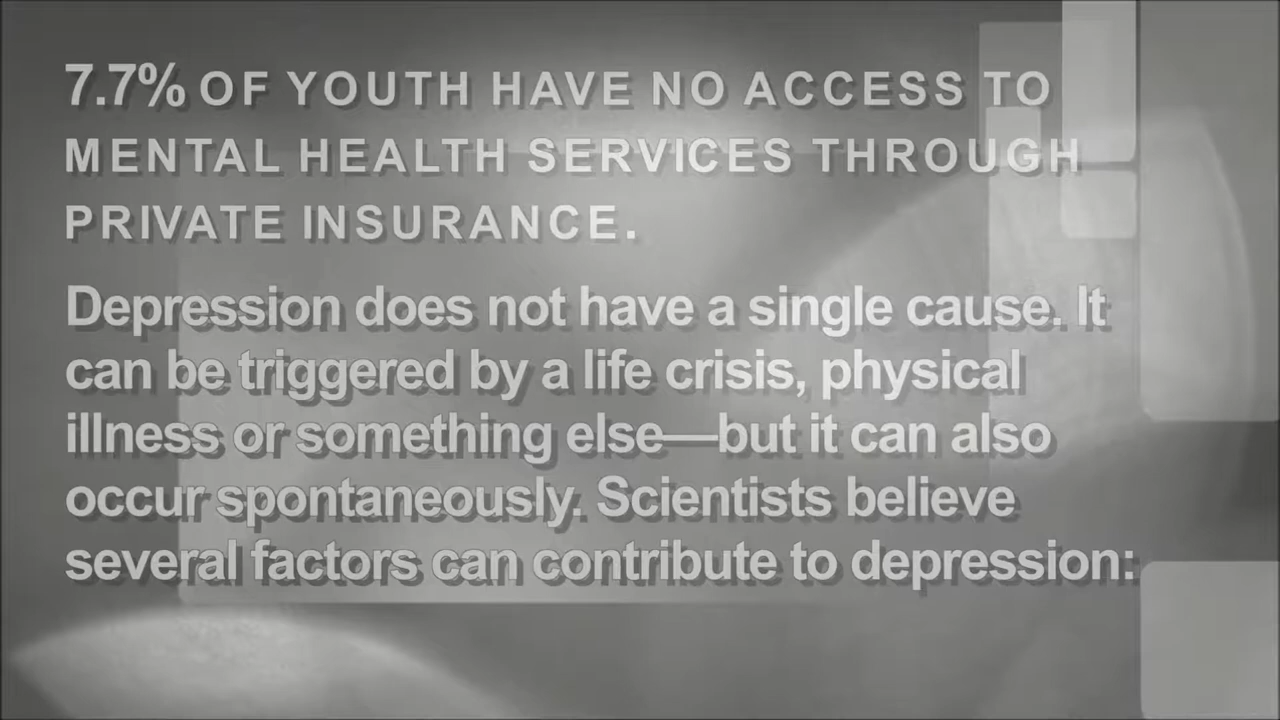 7.7% OF YOUTH HAVE NO ACCESS TO
MENTAL HEALTH SERVICES THROUGH
PRIVATE INSURANCE.
Depression does not have a single cause. It
can be triggered by a life crisis, physical
illness or something else—but it can also
occur spontaneously. Scientists believe
several factors can contribute to depression: